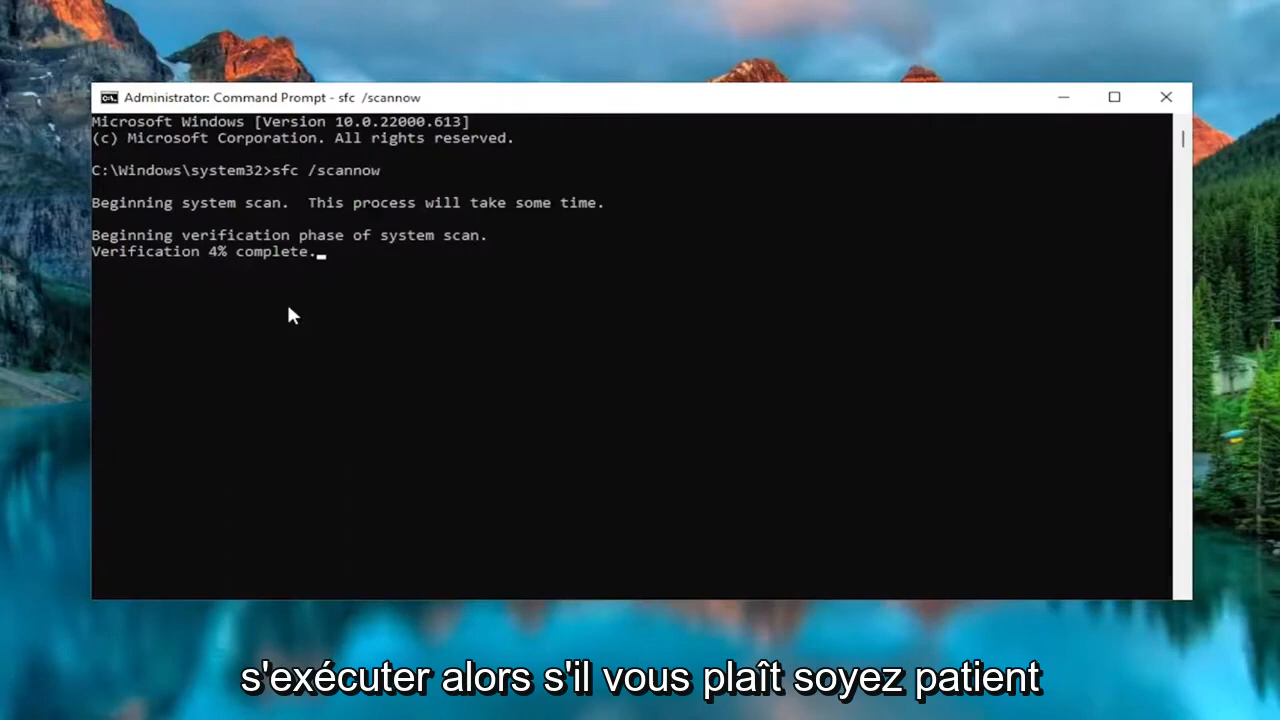 Administrator: Command Prompt - sfc  /scannow
Microsoft Windows [Version 10.0.22000.613]
(c) Microsoft Corporation. All rights reserved.
C:\Windows\system32>sfc /scannow
Beginning system scan.  This process will take some time.
Beginning verification phase of system scan.
Verification 4% complete.
s'exécuter alors s'il vous plaît soyez patient